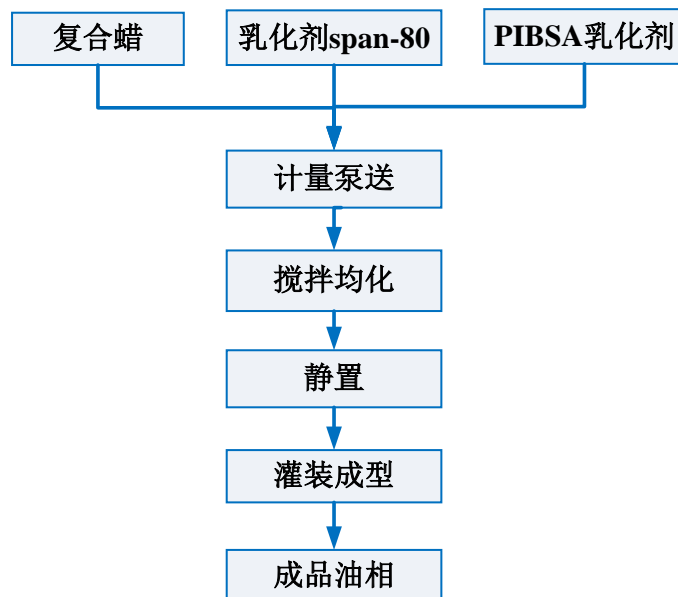 复合蜡
乳化剂span-80
PIBSA乳化剂
计量泵送
搅拌均化
静置
灌装成型
成品油相